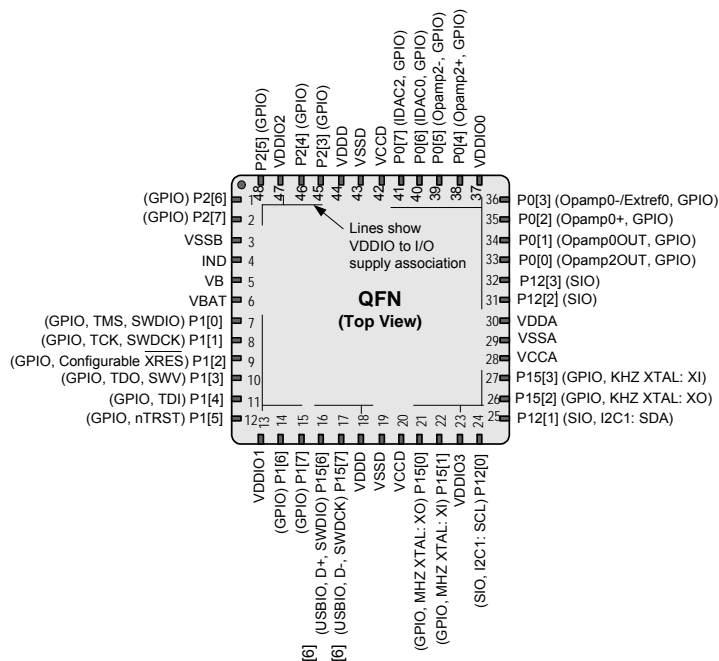 P2[5] (GPIO)
VDDIO2
P2[4] (GPIO)
P2[3] (GPIO)
VDDD
VSSD
VCCD
P0[7] (IDAC2, GPIO)
P0[6] (IDAC0, GPIO)
P0[5] (Opamp2-, GPIO)
P0[4] (Opamp2+, GPIO)
VDDIO0
48
47
46
45
44
43
42
41
40
39
38
37
(GPIO) P2[6] 1
(GPIO) P2[7] 2
VSSB 3
IND 4
VB 5
VBAT 6
(GPIO, TMS, SWDIO) P1[0] 7
(GPIO, TCK, SWDCK) P1[1] 8
(GPIO, Configurable XRES) P1[2] 9
(GPIO, TDO, SWV) P1[3] 10
(GPIO, TDI) P1[4] 11
(GPIO, nTRST) P1[5] 12
Lines show
VDDIO to I/O
supply association
QFN
(Top View)
36 P0[3] (Opamp0-/Extref0, GPIO)
35 P0[2] (Opamp0+, GPIO)
34 P0[1] (Opamp0OUT, GPIO)
33 P0[0] (Opamp2OUT, GPIO)
32 P12[3] (SIO)
31 P12[2] (SIO)
30 VDDA
29 VSSA
28 VCCA
27 P15[3] (GPIO, KHZ XTAL: XI)
26 P15[2] (GPIO, KHZ XTAL: XO)
25 P12[1] (SIO, I2C1: SDA)
13
14
15
16
17
18
19
20
21
22
23
24
VDDIO1
(GPIO) P1[6]
(GPIO) P1[7]
(USBIO, D+, SWDIO) P15[6]
(USBIO, D-, SWDCK) P15[7]
VDDD
VSSD
VCCD
(GPIO, MHZ XTAL: XO) P15[0]
(GPIO, MHZ XTAL: XI) P15[1]
VDDIO3
(SIO, I2C1: SCL) P12[0]
[6]
[6]